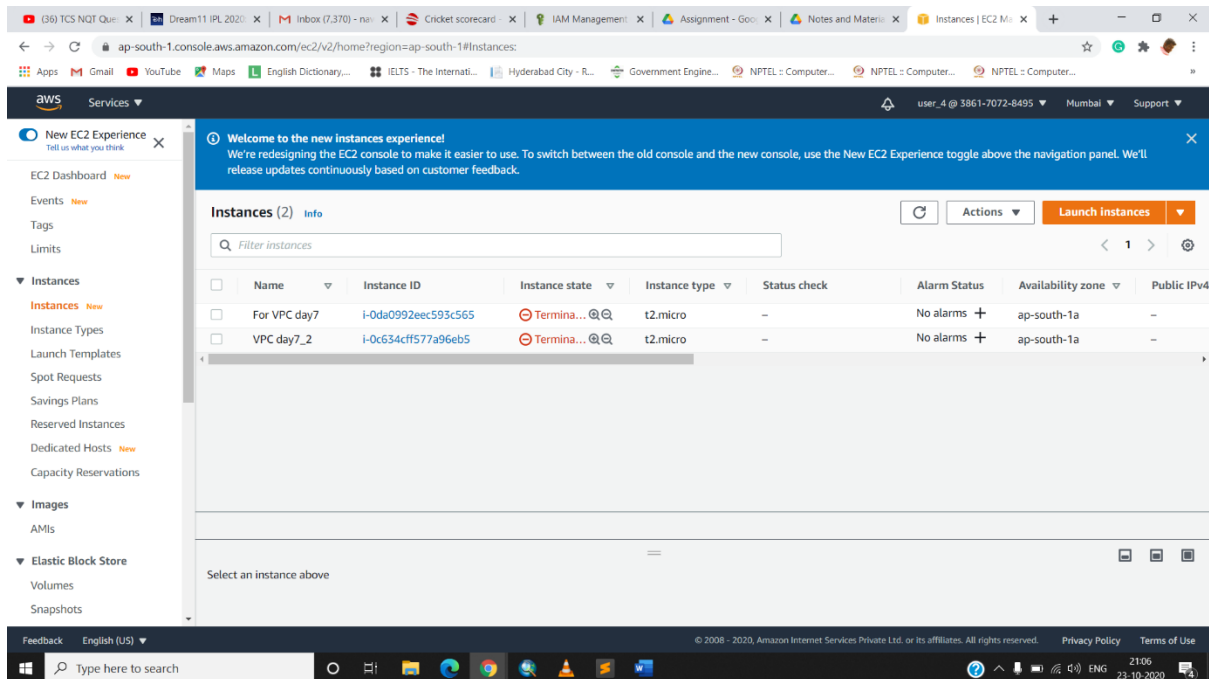 (36) TCS NQT Ques
Dream11 IPL 2020
Inbox (7,370) - nav
Cricket scorecard -
IAM Management
Assignment - Goo
Notes and Materia
Instances | EC2 Ma
ap-south-1.console.aws.amazon.com/ec2/v2/home?region=ap-south-1#Instances:
Apps Gmail YouTube Maps English Dictionary,... IELTS - The Internati... Hyderabad City - R... Government Engine... NPTEL :: Computer... NPTEL :: Computer... NPTEL :: Computer... »
aws Services ▼ user_4 @ 3861-7072-8495 ▼ Mumbai ▼ Support ▼
New EC2 Experience
Tell us what you think
EC2 Dashboard New
Events New
Tags
Limits
▼ Instances
Instances New
Instance Types
Launch Templates
Spot Requests
Savings Plans
Reserved Instances
Dedicated Hosts New
Capacity Reservations
▼ Images
AMIs
▼ Elastic Block Store
Volumes
Snapshots
Welcome to the new instances experience!
We're redesigning the EC2 console to make it easier to use. To switch between the old console and the new console, use the New EC2 Experience toggle above the navigation panel. We'll
release updates continuously based on customer feedback.
Instances (2) Info
Actions ▼ Launch instances ▼
Filter instances
< 1 >
Name Instance ID Instance state Instance type Status check Alarm Status Availability zone Public IPv4
For VPC day7 i-0da0992eec593c565 Termina... t2.micro – No alarms + ap-south-1a –
VPC day7_2 i-0c634cff577a96eb5 Termina... t2.micro – No alarms + ap-south-1a –
Select an instance above
Feedback English (US) ▼ © 2008 - 2020, Amazon Internet Services Private Ltd. or its affiliates. All rights reserved. Privacy Policy Terms of Use
Type here to search
ENG
21:06
23-10-2020
4